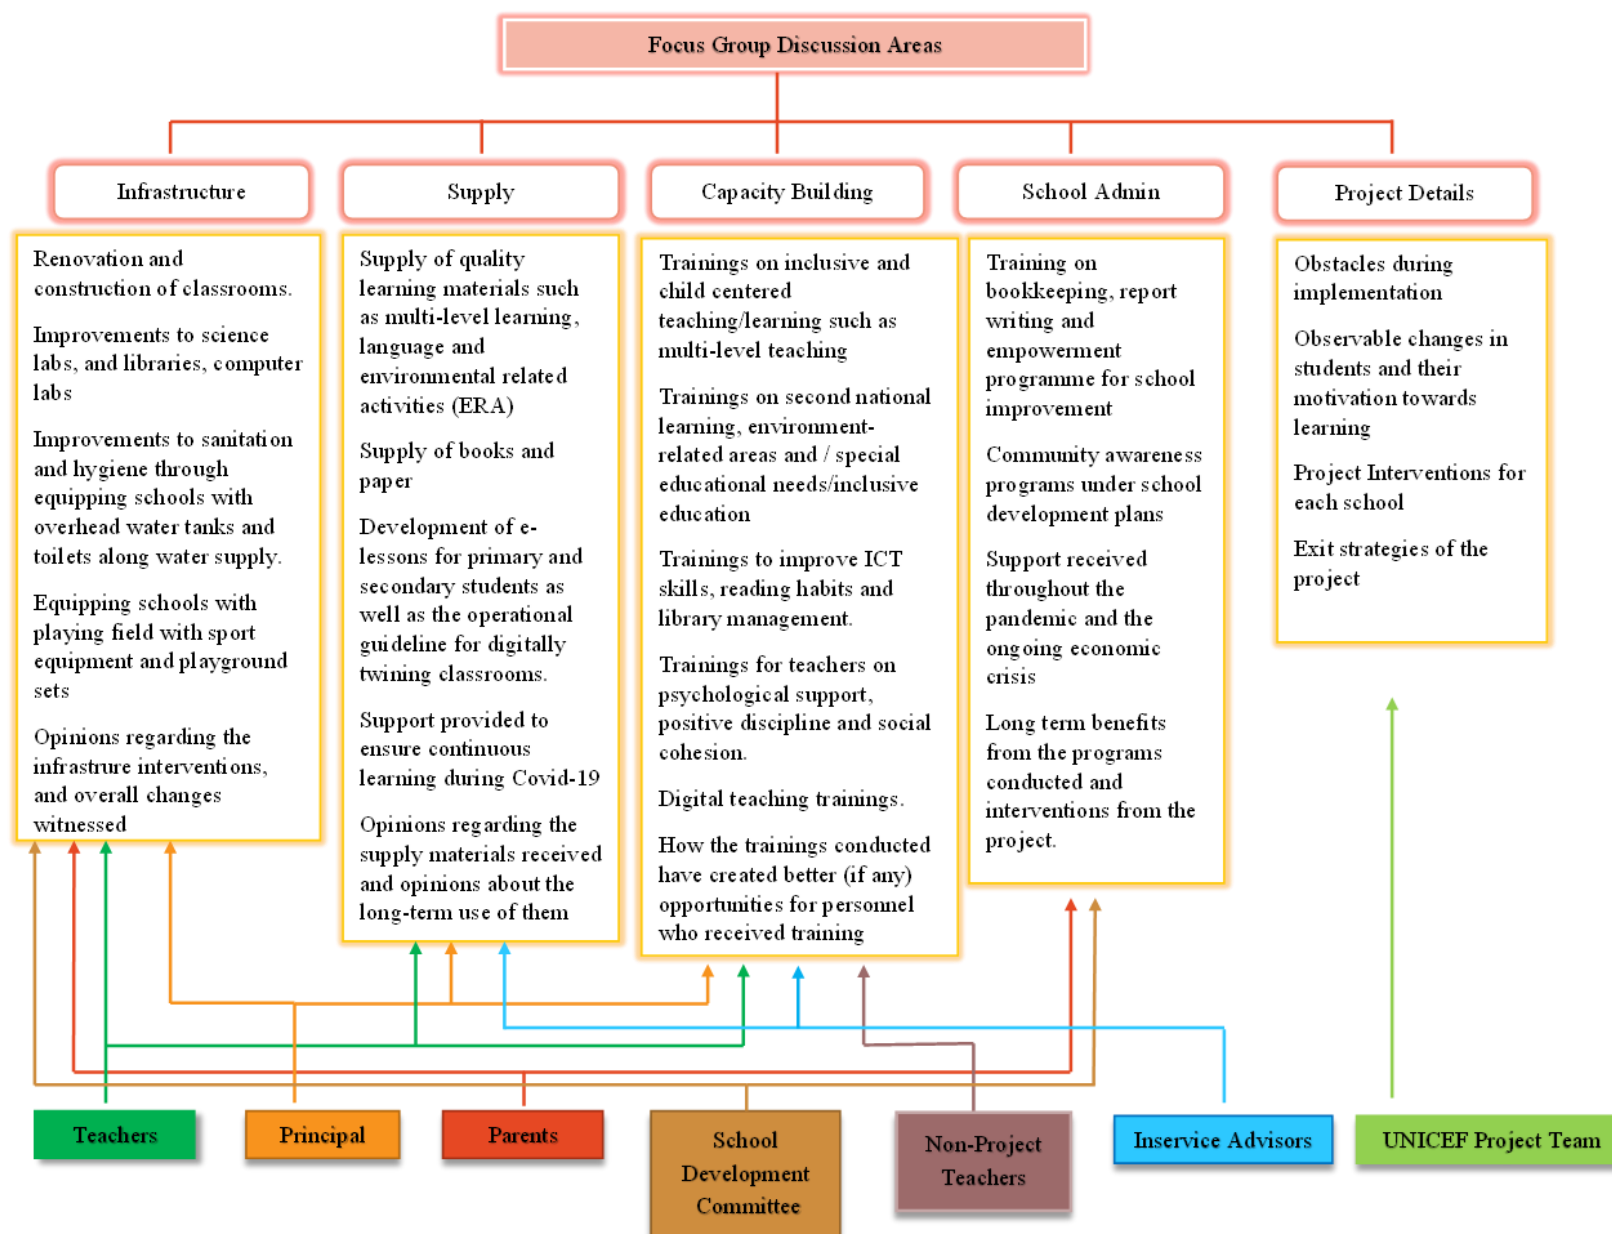 Focus Group Discussion Areas
Infrastructure
Renovation and
construction of classrooms.
Improvements to science
labs, and libraries, computer
labs
Improvements to sanitation
and hygiene through
equipping schools with
overhead water tanks and
toilets along water supply.
Equipping schools with
playing field with sport
equipment and playground
sets
Opinions regarding the
infrastrure interventions,
and overall changes
witnessed
Supply
Supply of quality
learning materials such
as multi-level learning,
language and
environmental related
activities (ERA)
Supply of books and
paper
Development of e-
lessons for primary and
secondary students as
well as the operational
guideline for digitally
twining classrooms.
Support provided to
ensure continuous
learning during Covid-19
Opinions regarding the
supply materials received
and opinions about the
long-term use of them
Capacity Building
Trainings on inclusive and
child centered
teaching/learning such as
multi-level teaching
Trainings on second national
learning, environment-
related areas and / special
educational needs/inclusive
education
Trainings to improve ICT
skills, reading habits and
library management.
Trainings for teachers on
psychological support,
positive discipline and social
cohesion.
Digital teaching trainings.
How the trainings conducted
have created better (if any)
opportunities for personnel
who received training
School Admin
Training on
bookkeeping, report
writing and
empowerment
programme for school
improvement
Community awareness
programs under school
development plans
Support received
throughout the
pandemic and the
ongoing economic
crisis
Long term benefits
from the programs
conducted and
interventions from the
project.
Project Details
Obstacles during
implementation
Observable changes in
students and their
motivation towards
learning
Project Interventions for
each school
Exit strategies of the
project
Teachers
Principal
Parents
School
Development
Committee
Non-Project
Teachers
Inservice Advisors
UNICEF Project Team